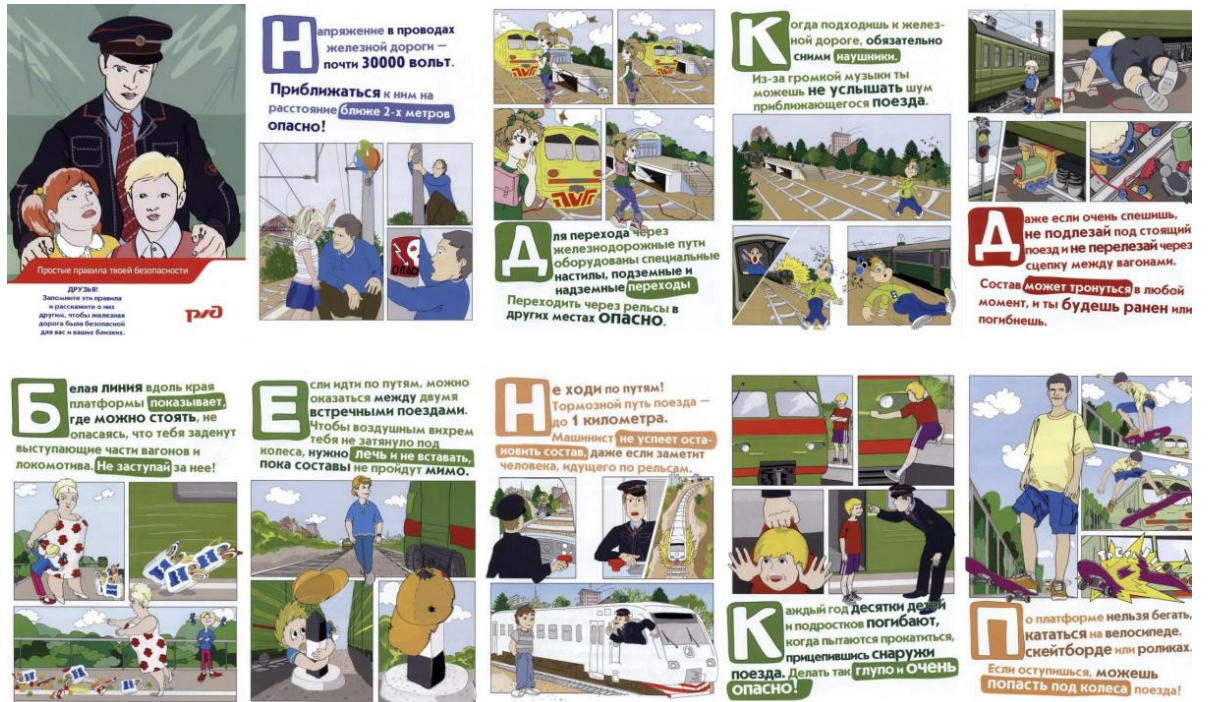 Простые правила твоей безопасности
ДРУЗЬЯ!
Запомните эти правила
и расскажите о них
другим, чтобы железная
дорога была безопасной
для вас и ваших близких.
РЖД
Напряжение в проводах
железной дороги —
почти 30000 вольт.
Приближаться к ним на
расстояние ближе 2-х метров
опасно!
Для перехода через
железнодорожные пути
оборудованы специальные
настилы, подземные и
надземные переходы
Переходить через рельсы в
других местах ОПАСНО.
Когда подходишь к желез-
ной дороге, обязательно
сними наушники.
Из-за громкой музыки ты
можешь не услышать шум
приближающегося поезда.
Даже если очень спешишь,
не подлезай под стоящий
поезд и не перелезай через
сцепку между вагонами.
Состав может тронуться в любой
момент, и ты будешь ранен или
погибнешь.
Белая линия вдоль края
платформы показывает,
где можно стоять, не
опасаясь, что тебя заденут
выступающие части вагонов и
локомотива. Не заступай за нее!
Если идти по путям, можно
оказаться между двумя
встречными поездами.
Чтобы воздушным вихрем
тебя не затянуло под
колеса, нужно лечь и не вставать,
пока составы не пройдут мимо.
Не ходи по путям!
Тормозной путь поезда —
до 1 километра.
Машинист не успеет оста-
новить состав, даже если заметит
человека, идущего по рельсам.
Каждый год десятки детей
и подростков погибают,
когда пытаются прокатиться,
прицепившись снаружи
поезда. Делать так глупо и очень
опасно!
По платформе нельзя бегать,
кататься на велосипеде,
скейтборде или роликах.
Если оступишься, можешь
попасть под колеса поезда!